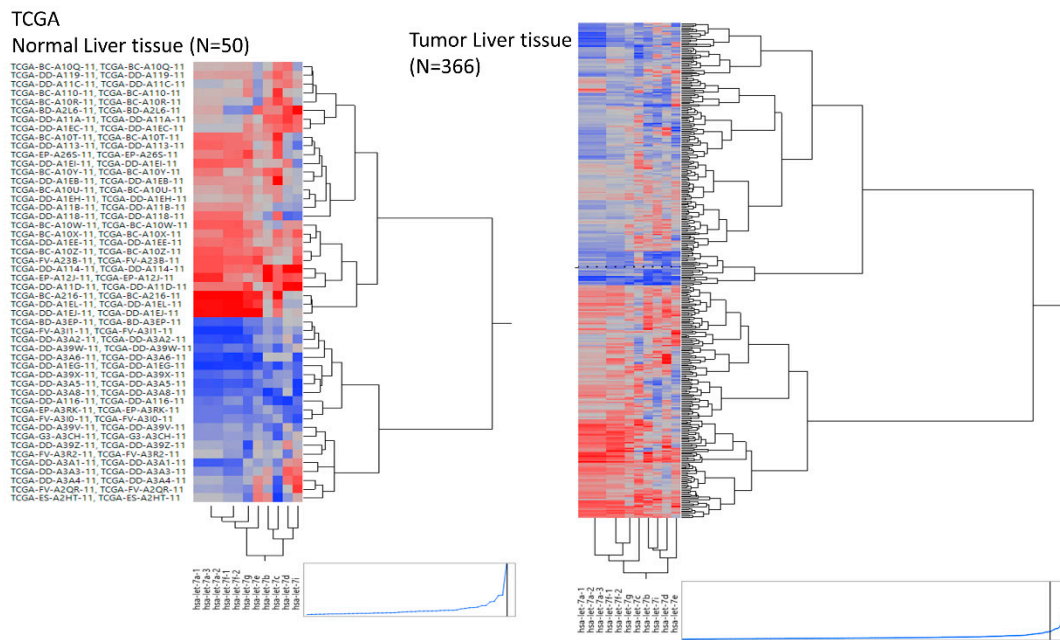 TCGA
Normal Liver tissue (N=50)
Tumor Liver tissue
(N=366)
TCGA-BC-A10Q-11, TCGA-BC-A10Q-11
TCGA-DD-A119-11, TCGA-DD-A119-11
TCGA-DD-A11C-11, TCGA-DD-A11C-11
TCGA-BC-A110-11, TCGA-BC-A110-11
TCGA-BC-A10R-11, TCGA-BC-A10R-11
TCGA-BD-A2L6-11, TCGA-BD-A2L6-11
TCGA-DD-A11A-11, TCGA-DD-A11A-11
TCGA-DD-A1EC-11, TCGA-DD-A1EC-11
TCGA-BC-A10T-11, TCGA-BC-A10T-11
TCGA-DD-A113-11, TCGA-DD-A113-11
TCGA-EP-A26S-11, TCGA-EP-A26S-11
TCGA-DD-A1EI-11, TCGA-DD-A1EI-11
TCGA-BC-A10Y-11, TCGA-BC-A10Y-11
TCGA-DD-A1EB-11, TCGA-DD-A1EB-11
TCGA-BC-A10U-11, TCGA-BC-A10U-11
TCGA-DD-A1EH-11, TCGA-DD-A1EH-11
TCGA-DD-A11B-11, TCGA-DD-A11B-11
TCGA-DD-A118-11, TCGA-DD-A118-11
TCGA-BC-A10W-11, TCGA-BC-A10W-11
TCGA-BC-A10X-11, TCGA-BC-A10X-11
TCGA-DD-A1EE-11, TCGA-DD-A1EE-11
TCGA-BC-A10Z-11, TCGA-BC-A10Z-11
TCGA-FV-A23B-11, TCGA-FV-A23B-11
TCGA-DD-A114-11, TCGA-DD-A114-11
TCGA-EP-A12J-11, TCGA-EP-A12J-11
TCGA-DD-A11D-11, TCGA-DD-A11D-11
TCGA-BC-A216-11, TCGA-BC-A216-11
TCGA-DD-A1EL-11, TCGA-DD-A1EL-11
TCGA-DD-A1EJ-11, TCGA-DD-A1EJ-11
TCGA-BD-A3EP-11, TCGA-BD-A3EP-11
TCGA-FV-A3I1-11, TCGA-FV-A3I1-11
TCGA-DD-A3A2-11, TCGA-DD-A3A2-11
TCGA-DD-A39W-11, TCGA-DD-A39W-11
TCGA-DD-A3A6-11, TCGA-DD-A3A6-11
TCGA-DD-A1EG-11, TCGA-DD-A1EG-11
TCGA-DD-A39X-11, TCGA-DD-A39X-11
TCGA-DD-A3A5-11, TCGA-DD-A3A5-11
TCGA-DD-A3A8-11, TCGA-DD-A3A8-11
TCGA-DD-A116-11, TCGA-DD-A116-11
TCGA-EP-A3RK-11, TCGA-EP-A3RK-11
TCGA-FV-A3I0-11, TCGA-FV-A3I0-11
TCGA-DD-A39V-11, TCGA-DD-A39V-11
TCGA-G3-A3CH-11, TCGA-G3-A3CH-11
TCGA-DD-A39Z-11, TCGA-DD-A39Z-11
TCGA-FV-A3R2-11, TCGA-FV-A3R2-11
TCGA-DD-A3A1-11, TCGA-DD-A3A1-11
TCGA-DD-A3A3-11, TCGA-DD-A3A3-11
TCGA-DD-A3A4-11, TCGA-DD-A3A4-11
TCGA-FV-A2QR-11, TCGA-FV-A2QR-11
TCGA-ES-A2HT-11, TCGA-ES-A2HT-11
hsa-let-7a-1
hsa-let-7a-3
hsa-let-7a-2
hsa-let-7f-1
hsa-let-7f-2
hsa-let-7g
hsa-let-7e
hsa-let-7b
hsa-let-7c
hsa-let-7d
hsa-let-7i
hsa-let-7a-1
hsa-let-7a-2
hsa-let-7a-3
hsa-let-7f-1
hsa-let-7f-2
hsa-let-7g
hsa-let-7c
hsa-let-7b
hsa-let-7i
hsa-let-7d
hsa-let-7e